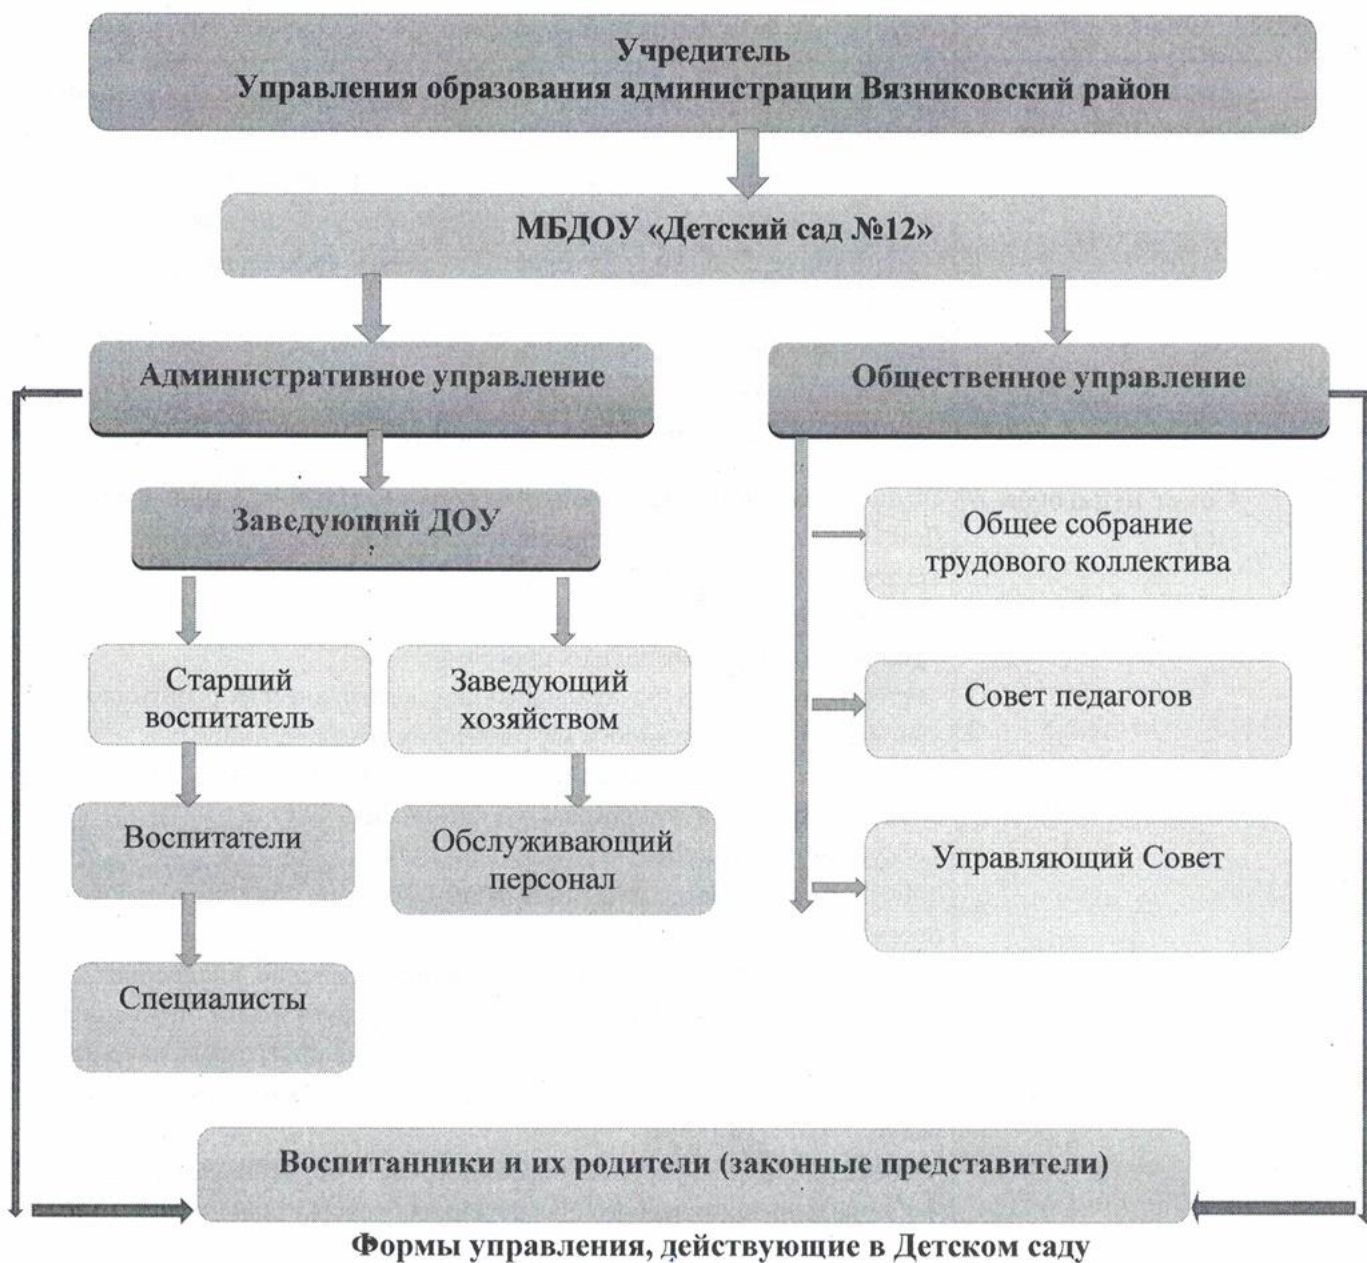 Учредитель
Управления образования администрации Вязниковский район
МБДОУ «Детский сад №12»
Административное управление
Общественное управление
Заведующий ДОУ
Общее собрание
трудового коллектива
Старший
воспитатель
Заведующий
хозяйством
Совет педагогов
Воспитатели
Обслуживающий
персонал
Управляющий Совет
Специалисты
Воспитанники и их родители (законные представители)
Формы управления, действующие в Детском саду